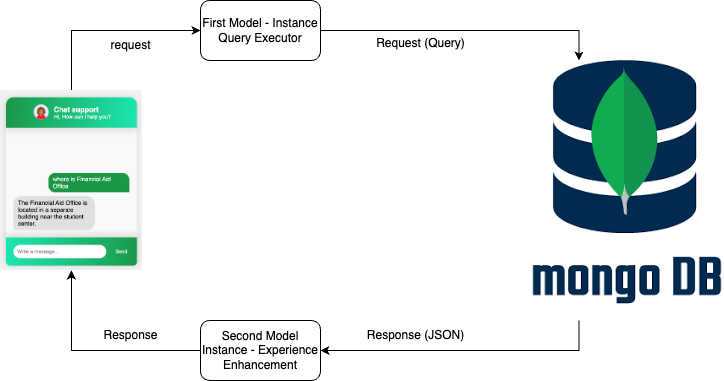 First Model - Instance
Query Executor
request
Request (Query)
Chat support
Hi, How can I help you?
where is Financial Aid
Office
The Financial Aid Office is
located in a separate
building near the student
center.
Write a message...
Send
mongo DB
Response
Second Model
Instance - Experience
Enhancement
Response (JSON)